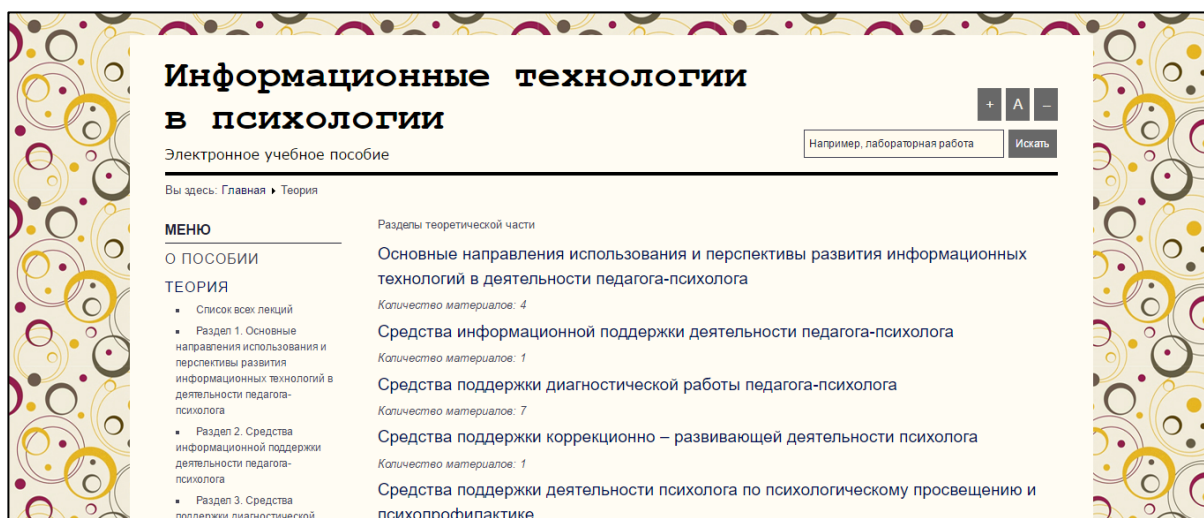 Информационные технологии
в психологии
Электронное учебное пособие
+ A –
Например, лабораторная работа Искать
Вы здесь: Главная Теория
МЕНЮ
О ПОСОБИИ
ТЕОРИЯ
Список всех лекций
Раздел 1. Основные
направления использования и
перспективы развития
информационных технологий в
деятельности педагога-
психолога
Раздел 2. Средства
информационной поддержки
деятельности педагога-
психолога
Раздел 3. Средства
поддержки диагностической
Разделы теоретической части
Основные направления использования и перспективы развития информационных
технологий в деятельности педагога-психолога
Количество материалов: 4
Средства информационной поддержки деятельности педагога-психолога
Количество материалов: 1
Средства поддержки диагностической работы педагога-психолога
Количество материалов: 7
Средства поддержки коррекционно – развивающей деятельности психолога
Количество материалов: 1
Средства поддержки деятельности психолога по психологическому просвещению и
психопрофилактике